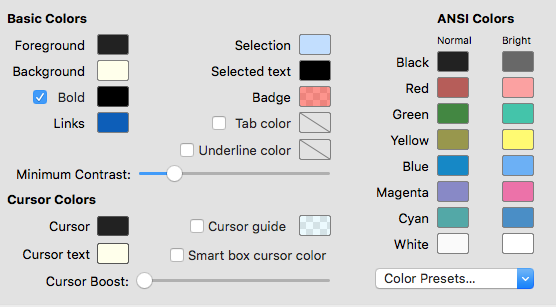 Basic Colors
Foreground
Background
Bold
Links
Selection
Selected text
Badge
Tab color
Underline color
Minimum Contrast:
Cursor Colors
Cursor
Cursor text
Cursor guide
Smart box cursor color
Cursor Boost:
ANSI Colors
Normal Bright
Black
Red
Green
Yellow
Blue
Magenta
Cyan
White
Color Presets...